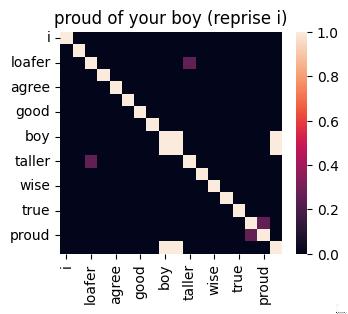 proud of your boy (reprise i)
i
loafer
agree
good
boy
taller
wise
true
proud
1.0
0.8
0.6
0.4
0.2
0.0
i
loafer
agree
good
boy
taller
wise
true
proud